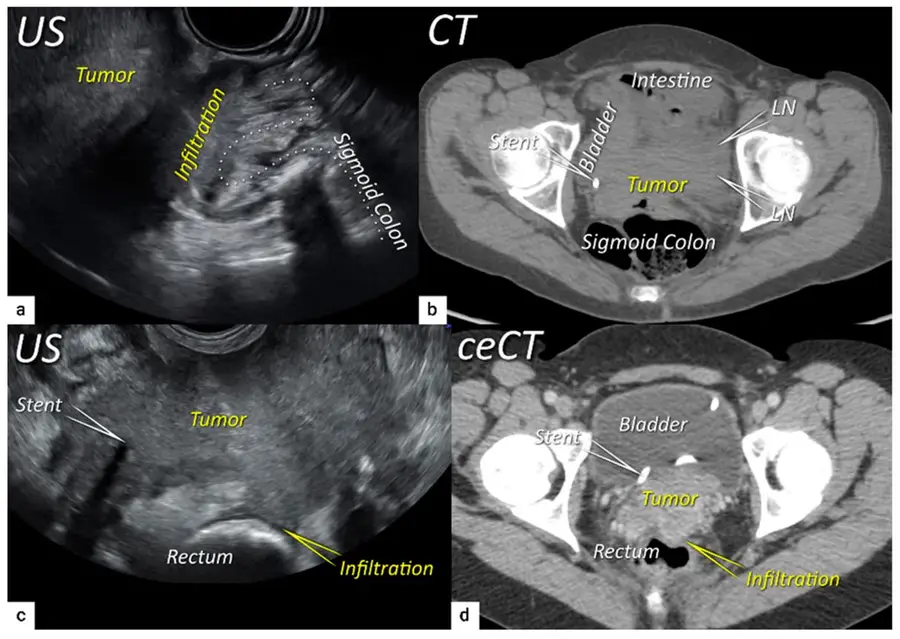 US
Tumor
Infiltration
Sigmoid Colon
a
CT
Intestine
LN
Stent
Bladder
Tumor
LN
Sigmoid Colon
b
US
Stent
Tumor
Rectum
Infiltration
c
ceCT
Bladder
Stent
Tumor
Rectum
Infiltration
d